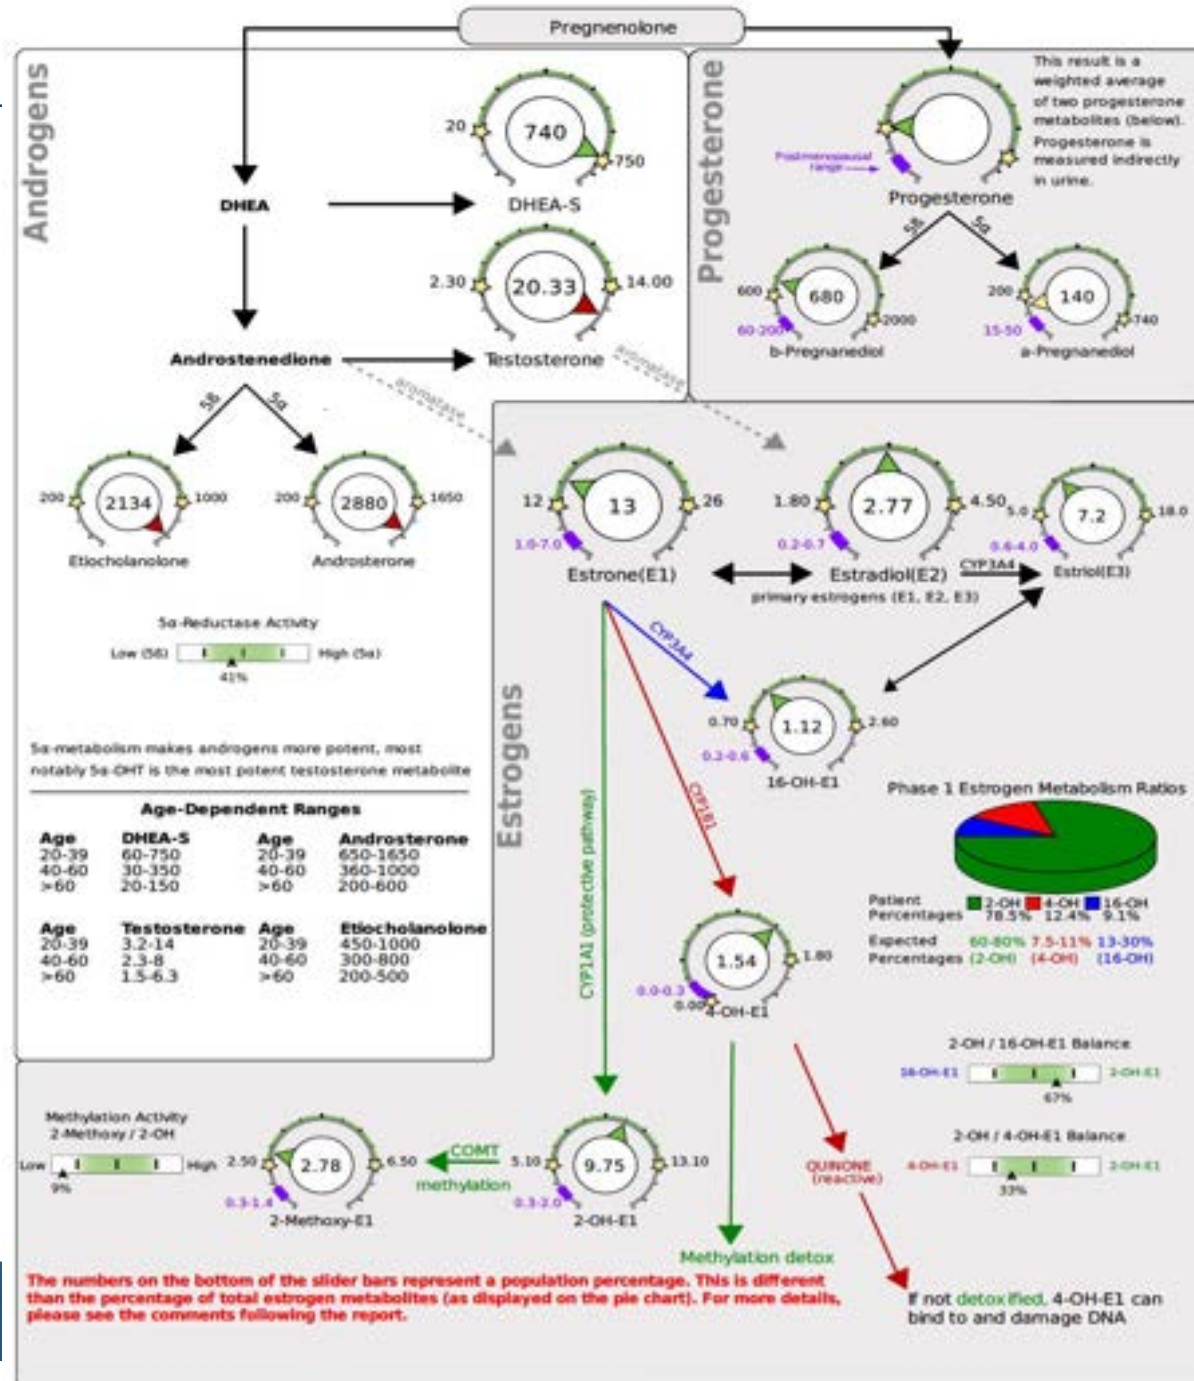 Pregnenolone
Androgens
20
740
750
DHEA
DHEA-S
2.30
20.33
14.00
Androstenedione
Testosterone
aromatase
aromatase
5ß
5α
200
2134
1000
Etiocholanolone
200
2880
1650
Androsterone
5α-Reductase Activity
Low (5ß)
High (5α)
41%
5α-metabolism makes androgens more potent, most
notably 5α-DHT is the most potent testosterone metabolite
Age-Dependent Ranges
Age DHEA-S Age Androsterone
20-39 60-750 20-39 650-1650
40-60 30-350 40-60 360-1000
>60 20-150 >60 200-600
Age Testosterone Age Etiocholanolone
20-39 3.2-14 20-39 450-1000
40-60 2.3-8 40-60 300-800
>60 1.5-6.3 >60 200-500
Progesterone
This result is a
weighted average
of two progesterone
metabolites (below).
Progesterone is
measured indirectly
in urine.
Postmenopausal
range
Progesterone
5ß
5α
600
680
2000
60-200
b-Pregnanediol
200
140
740
15-50
a-Pregnanediol
Estrogens
12
13
26
1.0-7.0
Estrone(E1)
1.80
2.77
4.50
0.2-0.7
Estradiol(E2)
CYP3A4
5.0
7.2
18.0
0.6-4.0
Estriol(E3)
primary estrogens (E1, E2, E3)
CYP3A4
0.70
1.12
2.60
0.2-0.6
16-OH-E1
CYP1B1
CYP1A1 (protective pathway)
Phase 1 Estrogen Metabolism Ratios
Patient
Percentages
2-OH 4-OH 16-OH
78.5% 12.4% 9.1%
Expected
Percentages
60-80% 7.5-11% 13-30%
(2-OH) (4-OH) (16-OH)
1.54
1.80
0.0-0.3
0.00
4-OH-E1
2-OH / 16-OH-E1 Balance
16-OH-E1
2-OH-E1
67%
2-OH / 4-OH-E1 Balance
4-OH-E1
2-OH-E1
33%
Methylation Activity
2-Methoxy / 2-OH
Low
High
9%
2.50
2.78
6.50
0.3-1.4
2-Methoxy-E1
COMT
methylation
5.10
9.75
13.10
0.3-2.0
2-OH-E1
QUINONE
(reactive)
Methylation detox
The numbers on the bottom of the slider bars represent a population percentage. This is different
than the percentage of total estrogen metabolites (as displayed on the pie chart). For more details,
please see the comments following the report.
If not detoxified, 4-OH-E1 can
bind to and damage DNA